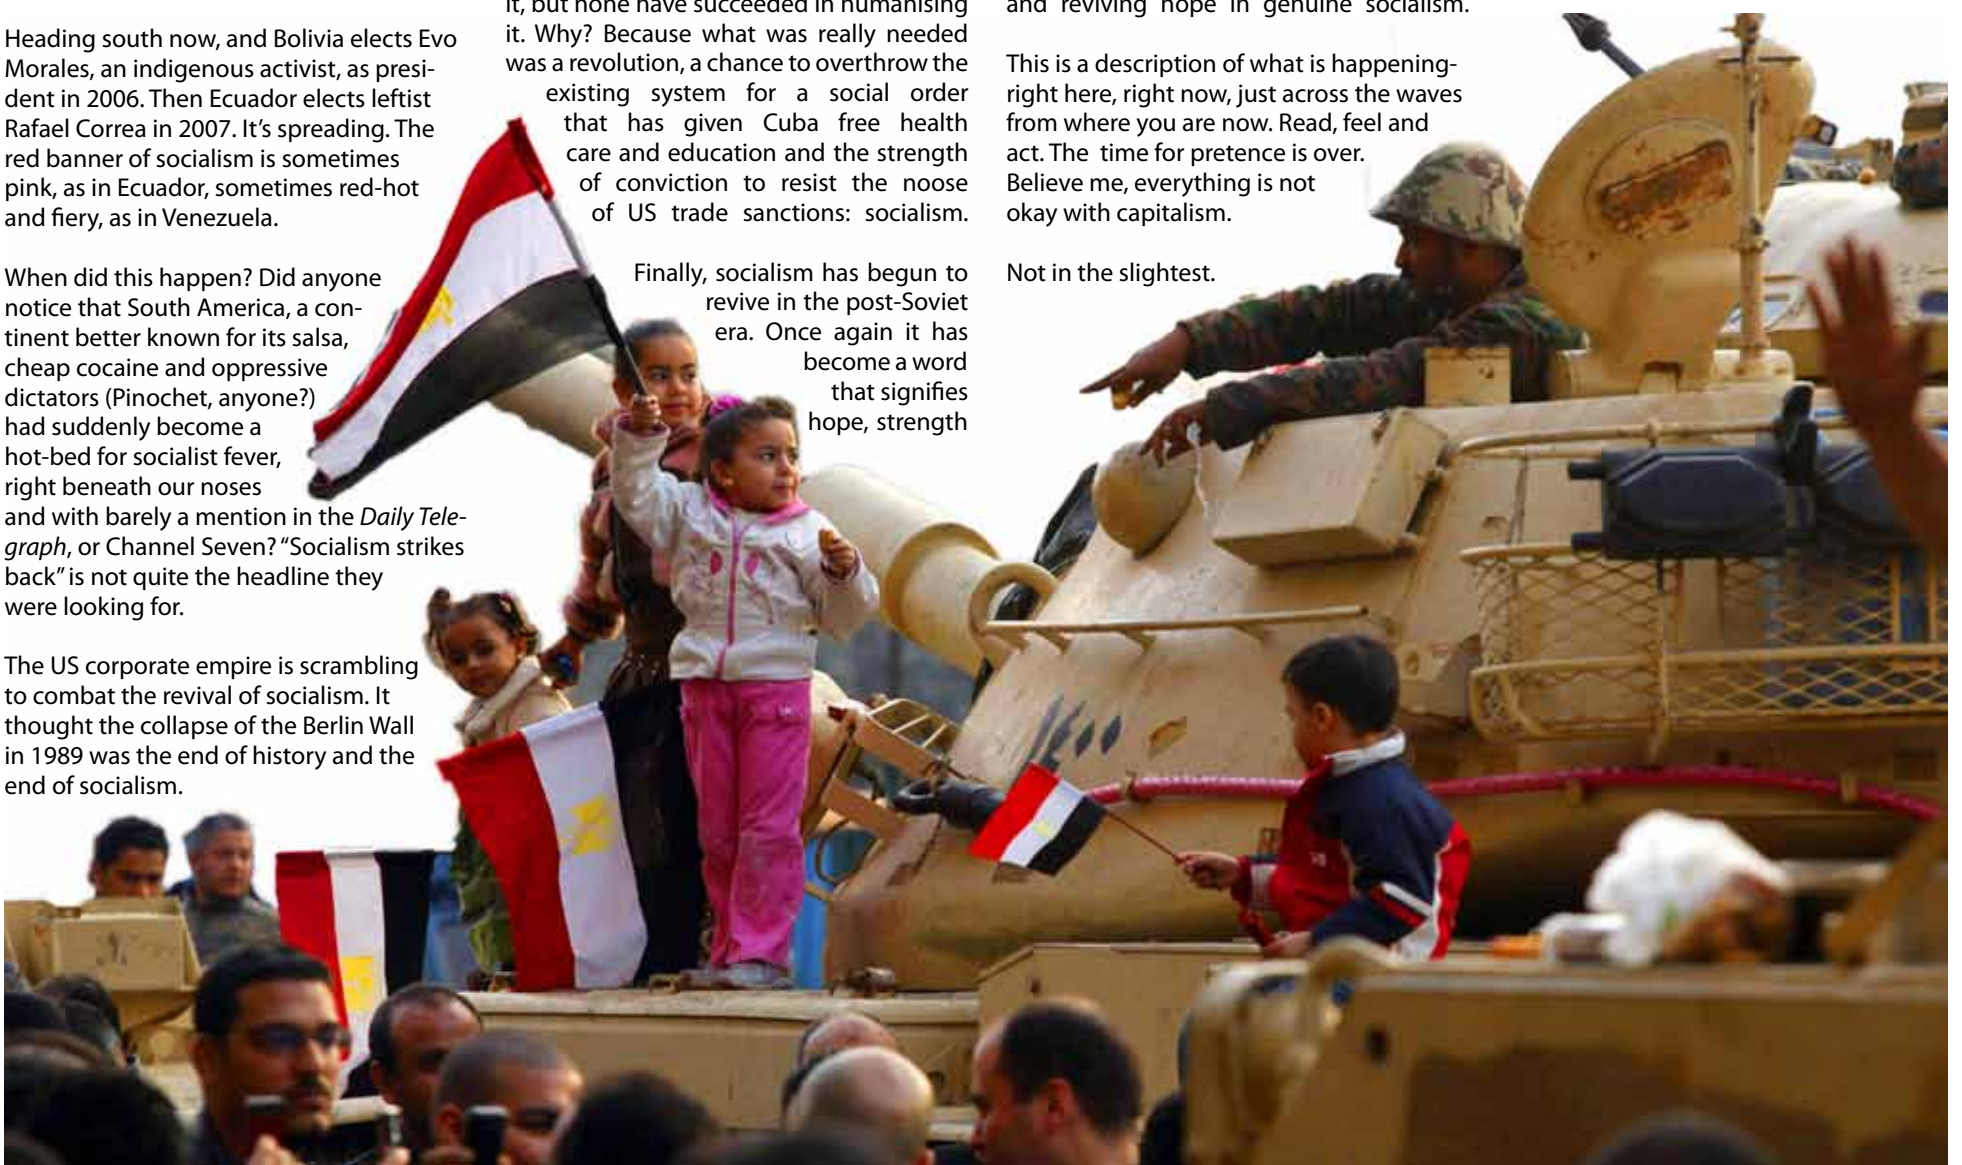 Heading south now, and Bolivia elects Evo
Morales, an indigenous activist, as presi-
dent in 2006. Then Ecuador elects leftist
Rafael Correa in 2007. It’s spreading. The
red banner of socialism is sometimes
pink, as in Ecuador, sometimes red-hot
and fiery, as in Venezuela.
When did this happen? Did anyone
notice that South America, a con-
tinent better known for its salsa,
cheap cocaine and oppressive
dictators (Pinochet, anyone?)
had suddenly become a
hot-bed for socialist fever,
right beneath our noses
and with barely a mention in the Daily Tele-
graph, or Channel Seven? “Socialism strikes
back” is not quite the headline they
were looking for.
The US corporate empire is scrambling
to combat the revival of socialism. It
thought the collapse of the Berlin Wall
in 1989 was the end of history and the
end of socialism.
it, but none have succeeded in humanising
it. Why? Because what was really needed
was a revolution, a chance to overthrow the
existing system for a social order
that has given Cuba free health
care and education and the strength
of conviction to resist the noose
of US trade sanctions: socialism.
Finally, socialism has begun to
revive in the post-Soviet
era. Once again it has
become a word
that signifies
hope, strength
and reviving hope in genuine socialism.
This is a description of what is happening-
right here, right now, just across the waves
from where you are now. Read, feel and
act. The time for pretence is over.
Believe me, everything is not
okay with capitalism.
Not in the slightest.